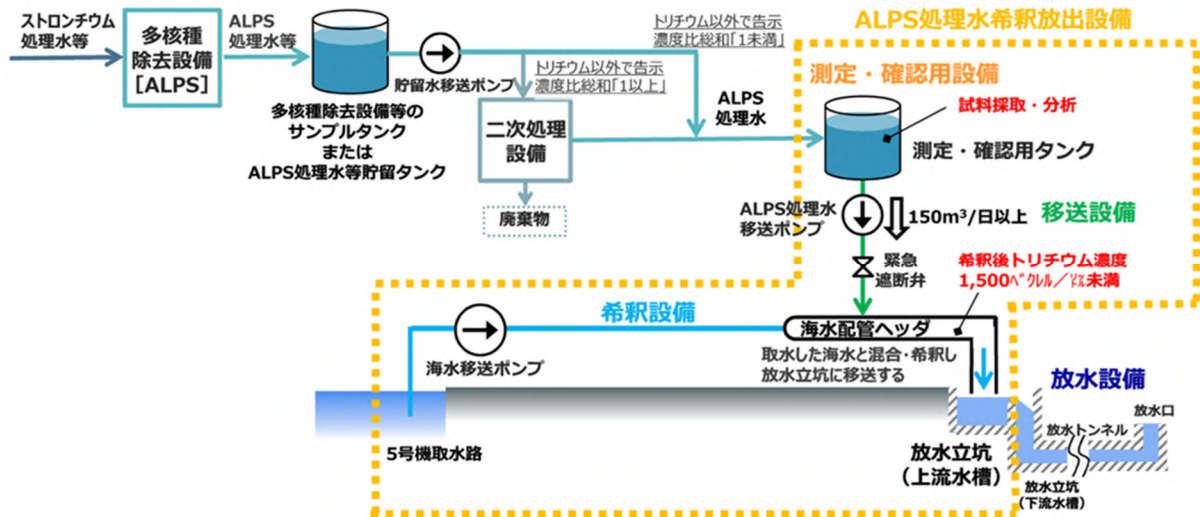 ストロンチウム
処理水等
多核種
除去設備
[ALPS]
ALPS
処理水等
多核種除去設備等の
サンプルタンク
または
ALPS処理水等貯留タンク
貯留水移送ポンプ
トリチウム以外で告示
濃度比総和「1未満」
トリチウム以外で告示
濃度比総和「1以上」
二次処理
設備
廃棄物
ALPS
処理水
ALPS処理水希釈放出設備
測定・確認用設備
試料採取・分析
測定・確認用タンク
ALPS処理水
移送ポンプ
150m³/日以上
移送設備
緊急
遮断弁
希釈後トリチウム濃度
1,500ベクレル/㍑未満
希釈設備
海水移送ポンプ
海水配管ヘッダ
取水した海水と混合・希釈し
放水立坑に移送する
5号機取水路
放水立坑
(上流水槽)
放水設備
放水口
放水トンネル
放水立坑
(下流水槽)